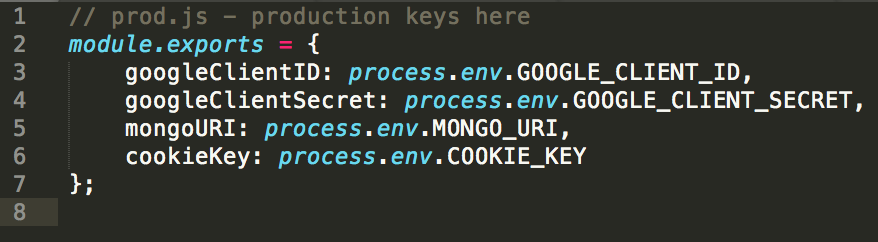 1 // prod.js - production keys here
2 module.exports = {
3 googleClientID: process.env.GOOGLE_CLIENT_ID,
4 googleClientSecret: process.env.GOOGLE_CLIENT_SECRET,
5 mongoURI: process.env.MONGO_URI,
6 cookieKey: process.env.COOKIE_KEY
7 };
8